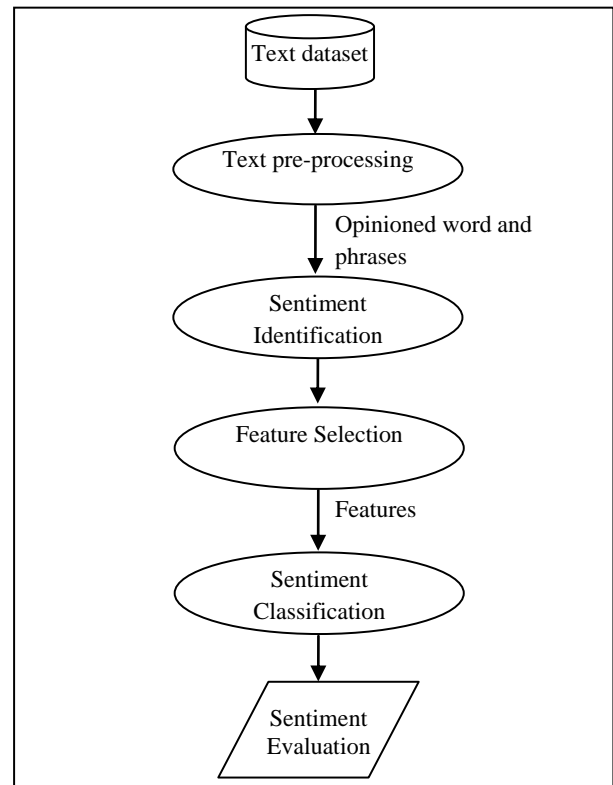 Text dataset
Text pre-processing
Opinioned word and
phrases
Sentiment
Identification
Feature Selection
Features
Sentiment
Classification
Sentiment
Evaluation